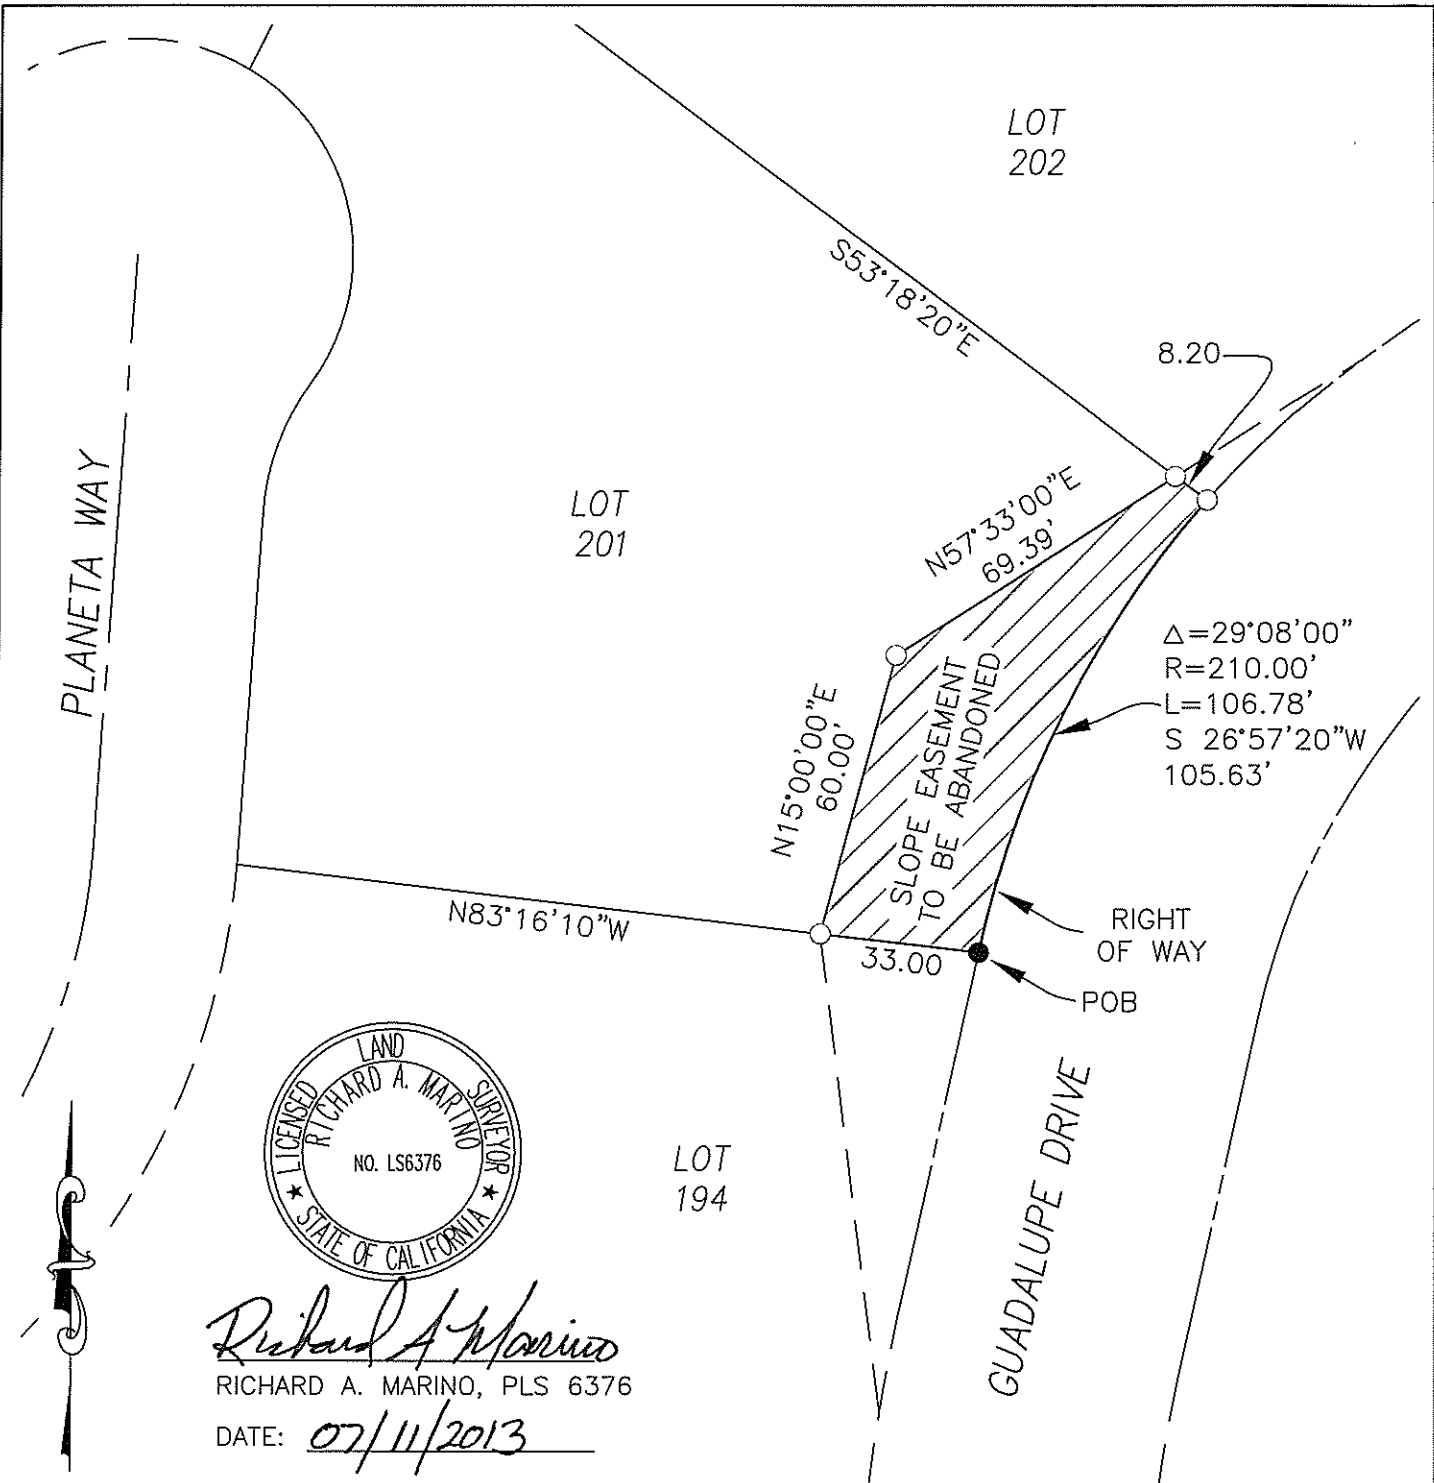 LOT
202
S53°18'20"E
8.20
PLANETA WAY
LOT
201
N57°33'00"E
69.39'
Δ=29°08'00"
R=210.00'
L=106.78'
S 26°57'20"W
105.63'
SLOPE EASEMENT
TO BE ABANDONED
N15°00'00"E
60.00'
N83°16'10"W
33.00
RIGHT
OF WAY
POB
LICENSED LAND SURVEYOR
RICHARD A. MARINO
NO. LS6376
★ STATE OF CALIFORNIA ★
LOT
194
GUADALUPE DRIVE
Richard A Marino
RICHARD A. MARINO, PLS 6376
DATE: 07/11/2013